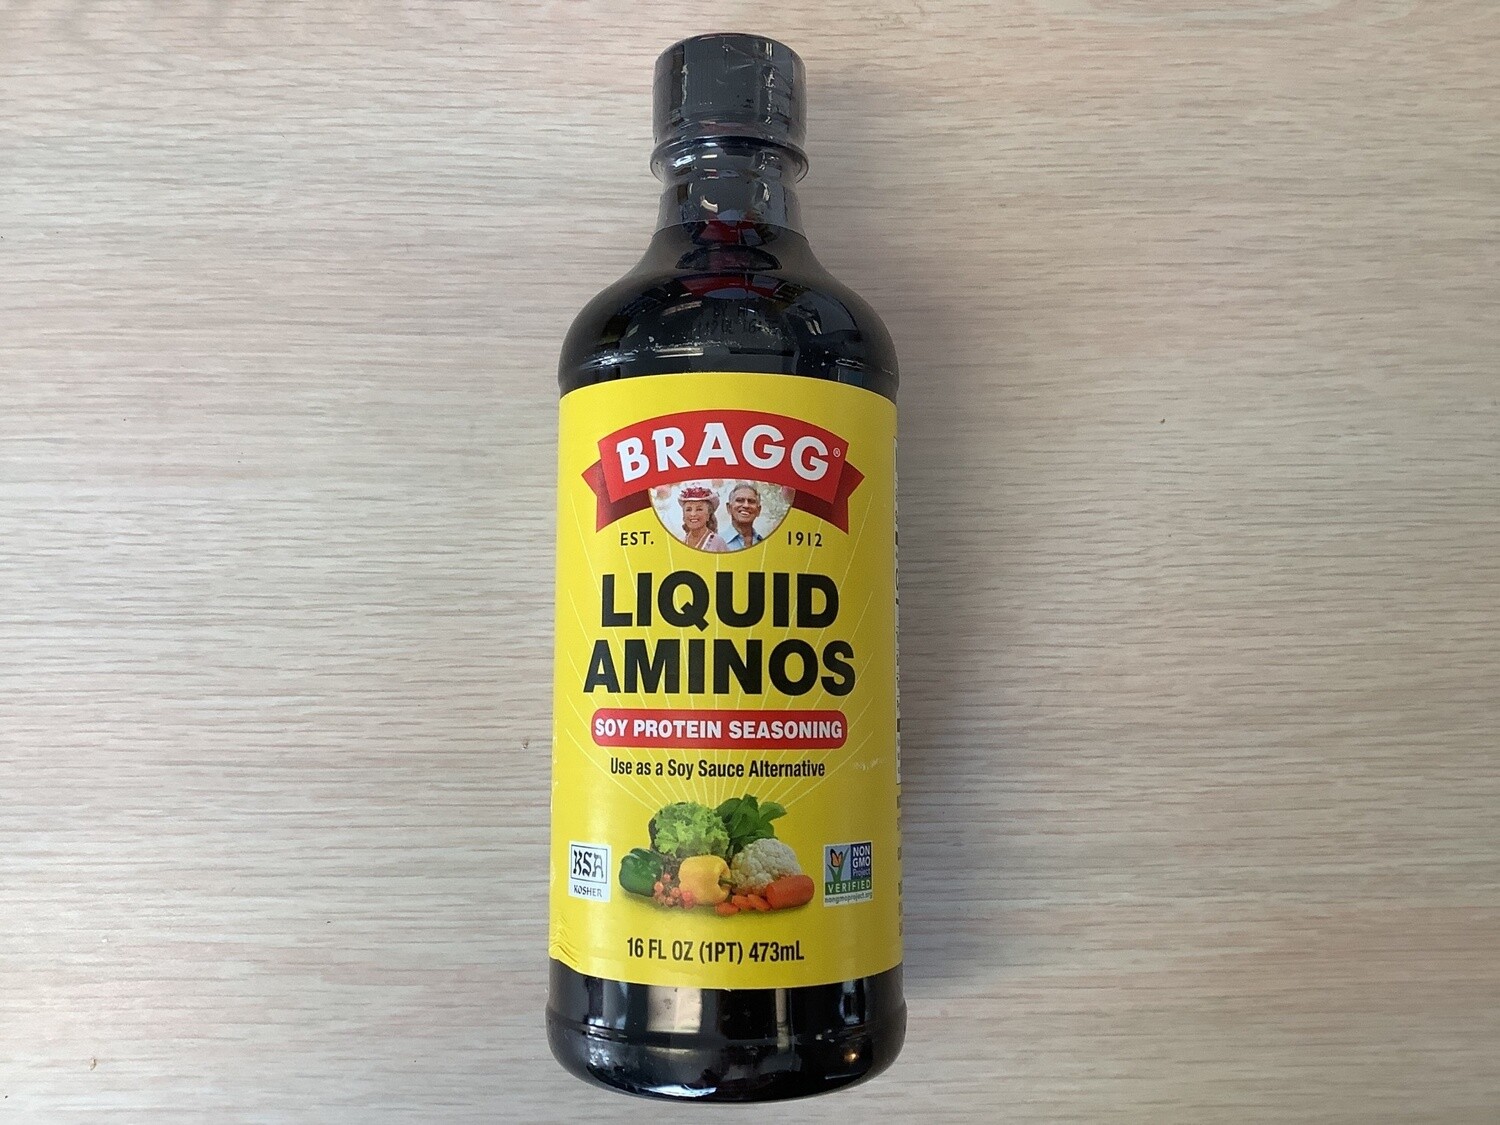 BRAGG®
EST. 1912
LIQUID
AMINOS
SOY PROTEIN SEASONING
Use as a Soy Sauce Alternative
KSA
KOSHER
NON
GMO
Project
VERIFIED
nongmoproject.org
16 FL OZ (1PT) 473mL